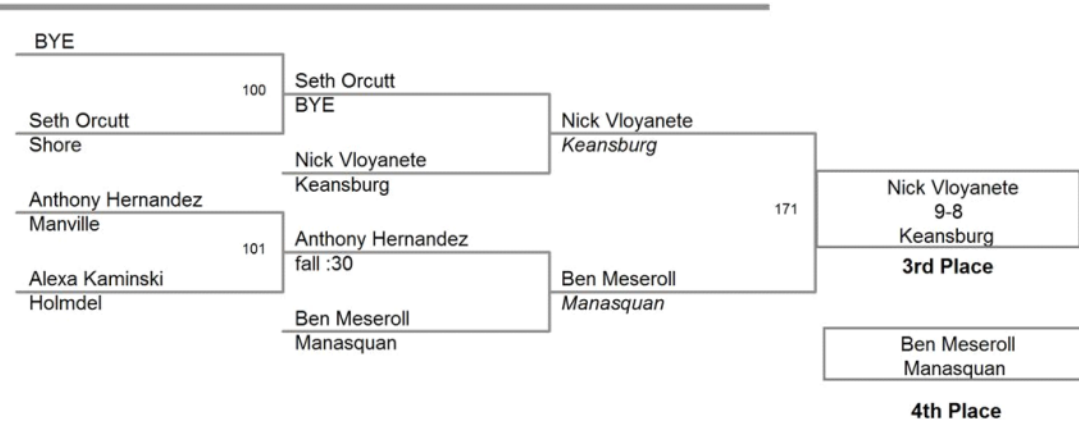 BYE
100
Seth Orcutt
Shore
Anthony Hernandez
Manville
101
Alexa Kaminski
Holmdel
Seth Orcutt
BYE
Nick Vloyanete
Keansburg
Anthony Hernandez
fall :30
Ben Meseroll
Manasquan
Nick Vloyanete
Keansburg
171
Ben Meseroll
Manasquan
Nick Vloyanete
9-8
Keansburg
3rd Place
Ben Meseroll
Manasquan
4th Place